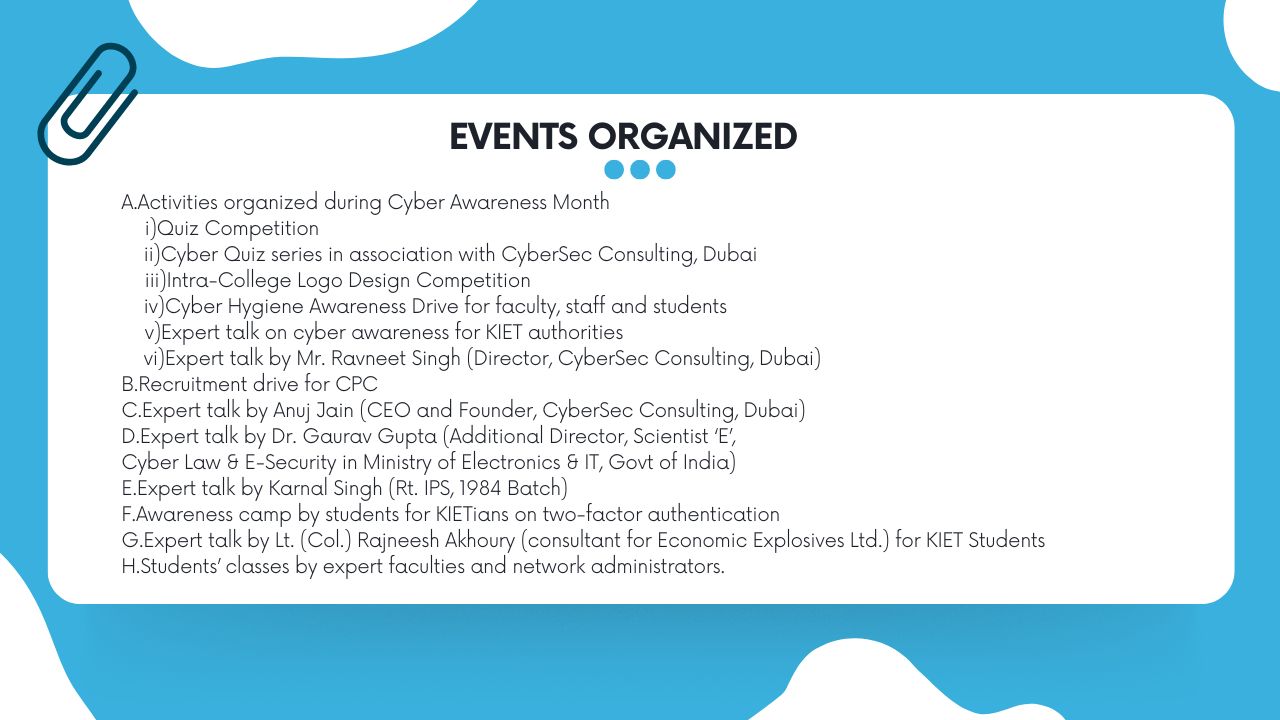 EVENTS ORGANIZED
A.Activities organized during Cyber Awareness Month
i)Quiz Competition
ii)Cyber Quiz series in association with CyberSec Consulting, Dubai
iii)Intra-College Logo Design Competition
iv)Cyber Hygiene Awareness Drive for faculty, staff and students
v)Expert talk on cyber awareness for KIET authorities
vi)Expert talk by Mr. Ravneet Singh (Director, CyberSec Consulting, Dubai)
B.Recruitment drive for CPC
C.Expert talk by Anuj Jain (CEO and Founder, CyberSec Consulting, Dubai)
D.Expert talk by Dr. Gaurav Gupta (Additional Director, Scientist ‘E’,
Cyber Law & E-Security in Ministry of Electronics & IT, Govt of India)
E.Expert talk by Karnal Singh (Rt. IPS, 1984 Batch)
F.Awareness camp by students for KIETians on two-factor authentication
G.Expert talk by Lt. (Col.) Rajneesh Akhoury (consultant for Economic Explosives Ltd.) for KIET Students
H.Students’ classes by expert faculties and network administrators.